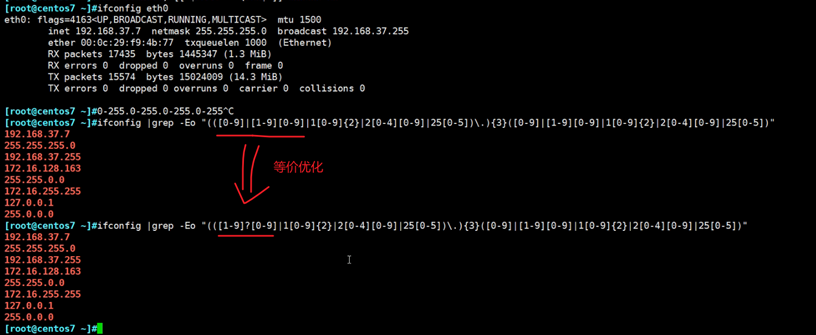 [root@centos7 ~]#ifconfig eth0
eth0: flags=4163<UP,BROADCAST,RUNNING,MULTICAST>  mtu 1500
        inet 192.168.37.7  netmask 255.255.255.0  broadcast 192.168.37.255
        ether 00:0c:29:f9:4b:77  txqueuelen 1000  (Ethernet)
        RX packets 17435  bytes 1445347 (1.3 MiB)
        RX errors 0  dropped 0  overruns 0  frame 0
        TX packets 15574  bytes 15024009 (14.3 MiB)
        TX errors 0  dropped 0 overruns 0  carrier 0  collisions 0
[root@centos7 ~]#0-255.0-255.0-255.0-255^C
[root@centos7 ~]#ifconfig |grep -Eo "(([0-9]|[1-9][0-9]|1[0-9]{2}|2[0-4][0-9]|25[0-5])\.){3}([0-9]|[1-9][0-9]|1[0-9]{2}|2[0-4][0-9]|25[0-5])"
192.168.37.7
255.255.255.0
192.168.37.255
172.16.128.163
255.255.0.0
172.16.255.255
127.0.0.1
255.0.0.0
等价优化
[root@centos7 ~]#ifconfig |grep -Eo "(([1-9]?[0-9]|1[0-9]{2}|2[0-4][0-9]|25[0-5])\.){3}([0-9]|[1-9][0-9]|1[0-9]{2}|2[0-4][0-9]|25[0-5])"
192.168.37.7
255.255.255.0
192.168.37.255
172.16.128.163
255.255.0.0
172.16.255.255
127.0.0.1
255.0.0.0
[root@centos7 ~]#